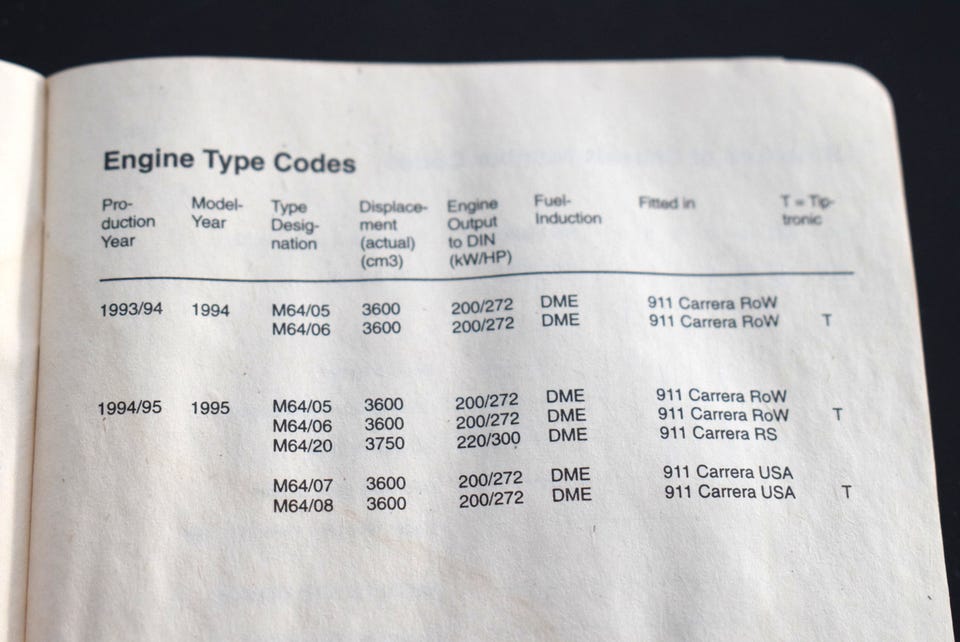 Engine Type Codes
Pro- Model- Type Displace- Engine Fuel- Fitted in T = Tip-
duction Year Desig- ment Output Induction tronic
Year nation (actual) to DIN
(cm3) (kW/HP)
1993/94 1994 M64/05 3600 200/272 DME 911 Carrera RoW
M64/06 3600 200/272 DME 911 Carrera RoW T
1994/95 1995 M64/05 3600 200/272 DME 911 Carrera RoW
M64/06 3600 200/272 DME 911 Carrera RoW T
M64/20 3750 220/300 DME 911 Carrera RS
M64/07 3600 200/272 DME 911 Carrera USA
M64/08 3600 200/272 DME 911 Carrera USA T